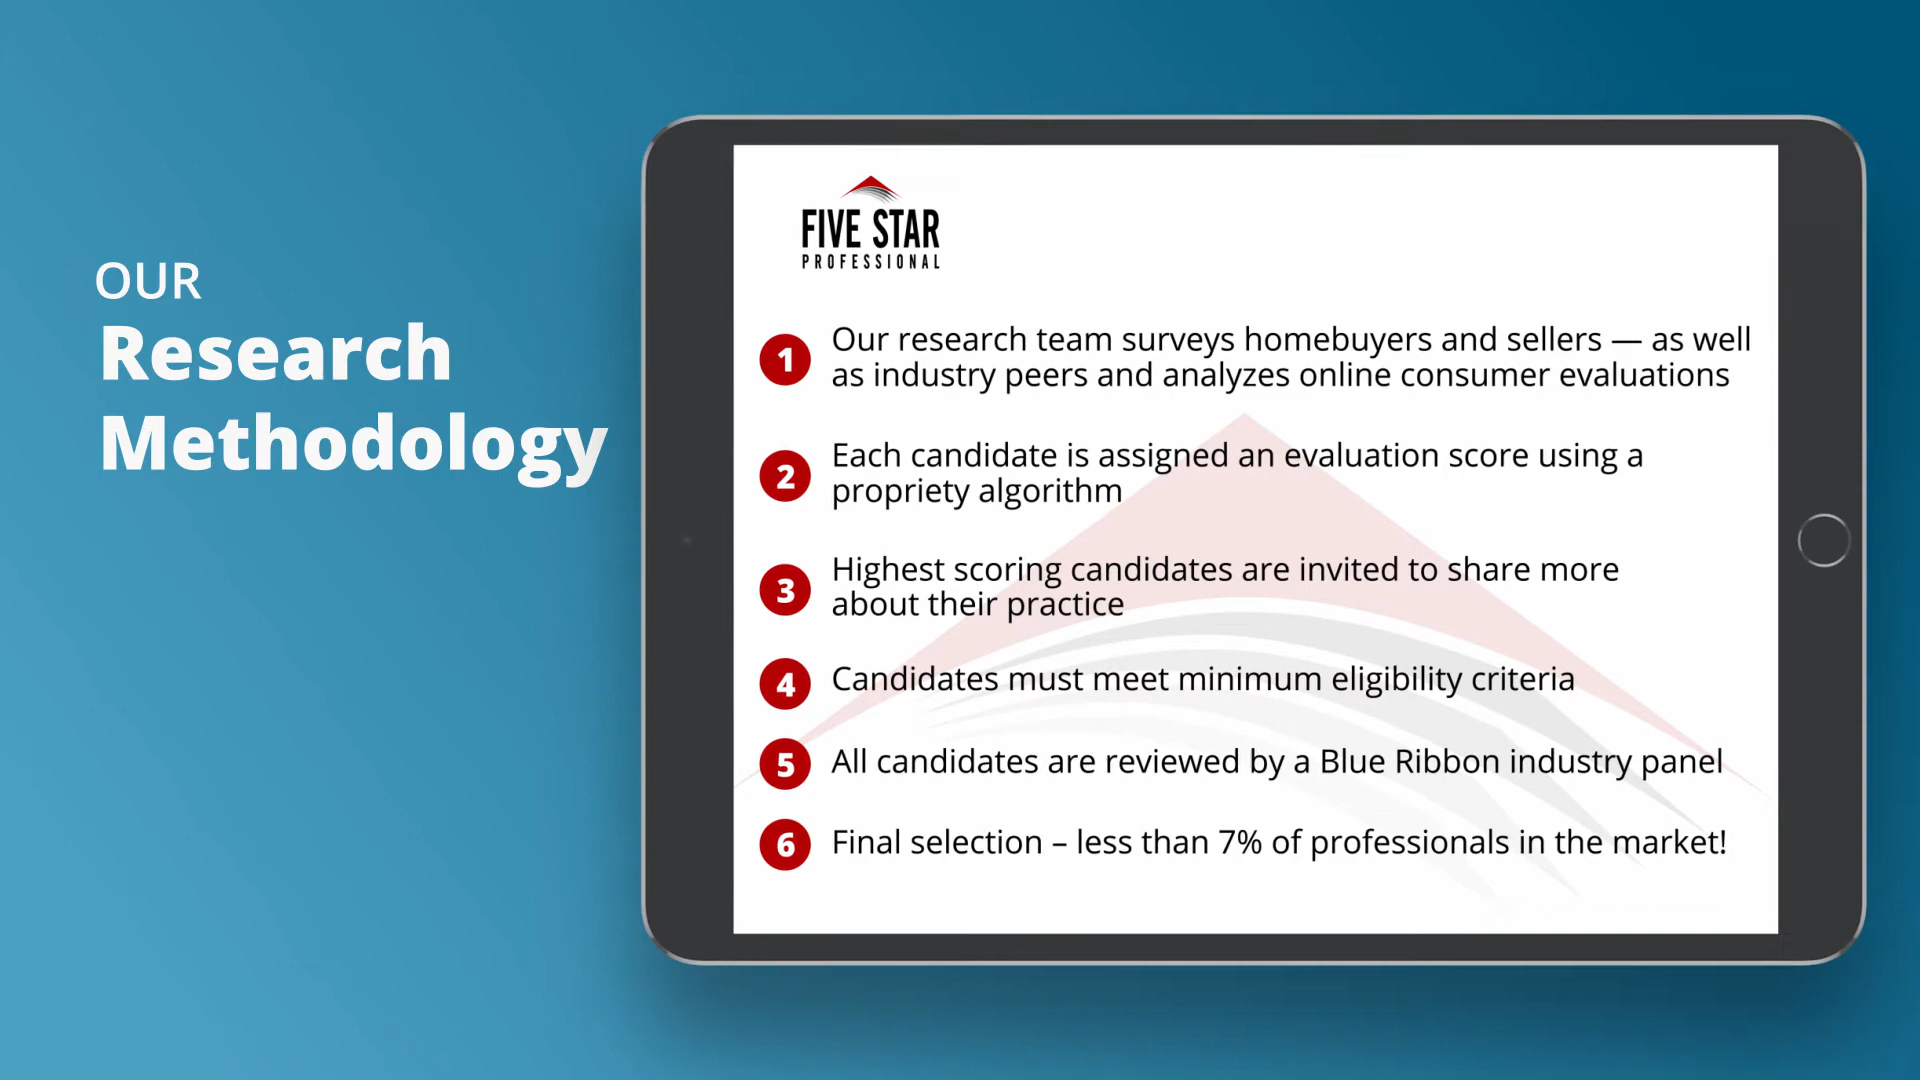 OUR
Research
Methodology
FIVE STAR
PROFESSIONAL
1 Our research team surveys homebuyers and sellers — as well
as industry peers and analyzes online consumer evaluations
2 Each candidate is assigned an evaluation score using a
propriety algorithm
3 Highest scoring candidates are invited to share more
about their practice
4 Candidates must meet minimum eligibility criteria
5 All candidates are reviewed by a Blue Ribbon industry panel
6 Final selection – less than 7% of professionals in the market!